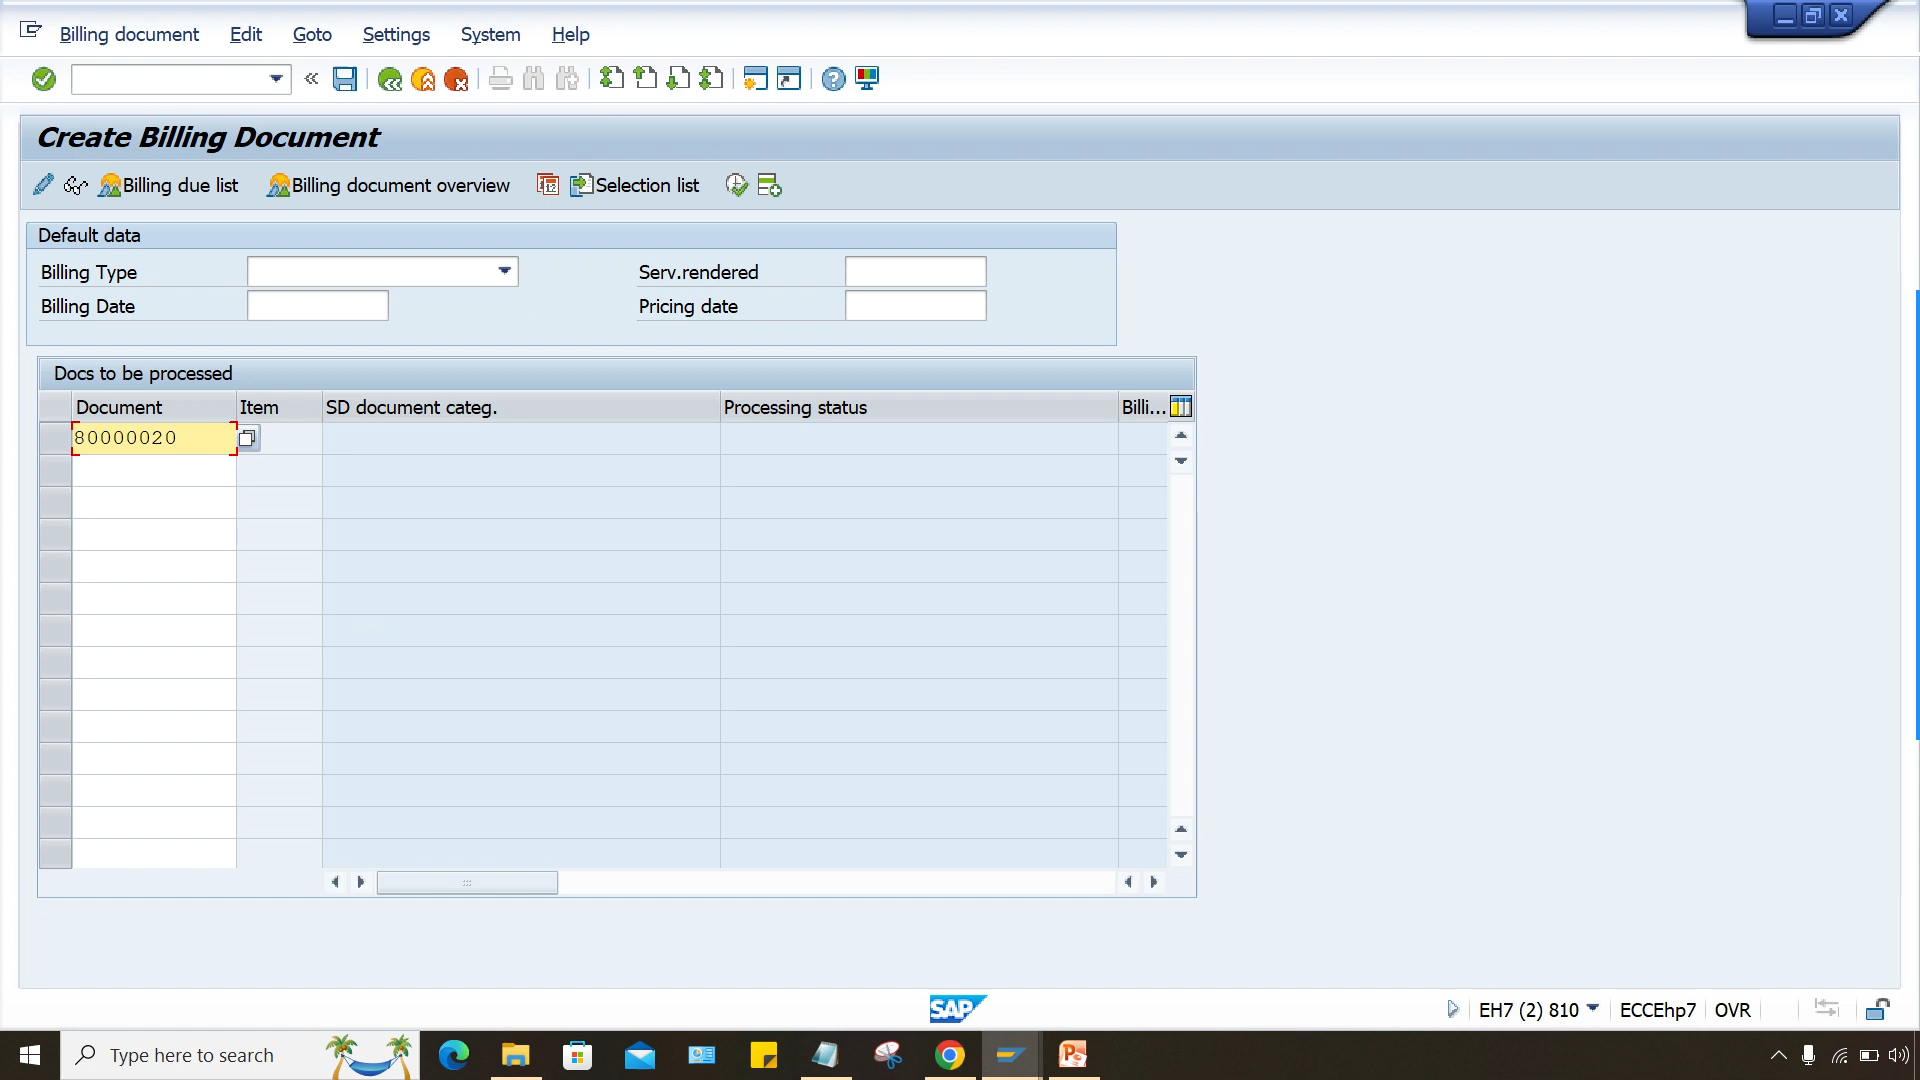 Billing document Edit Goto Settings System Help
Create Billing Document
Billing due list Billing document overview Selection list
Default data
Billing Type Serv.rendered
Billing Date Pricing date
Docs to be processed
Document Item SD document categ. Processing status Billi...
80000020
SAP EH7 (2) 810 ECCEhp7 OVR
Type here to search